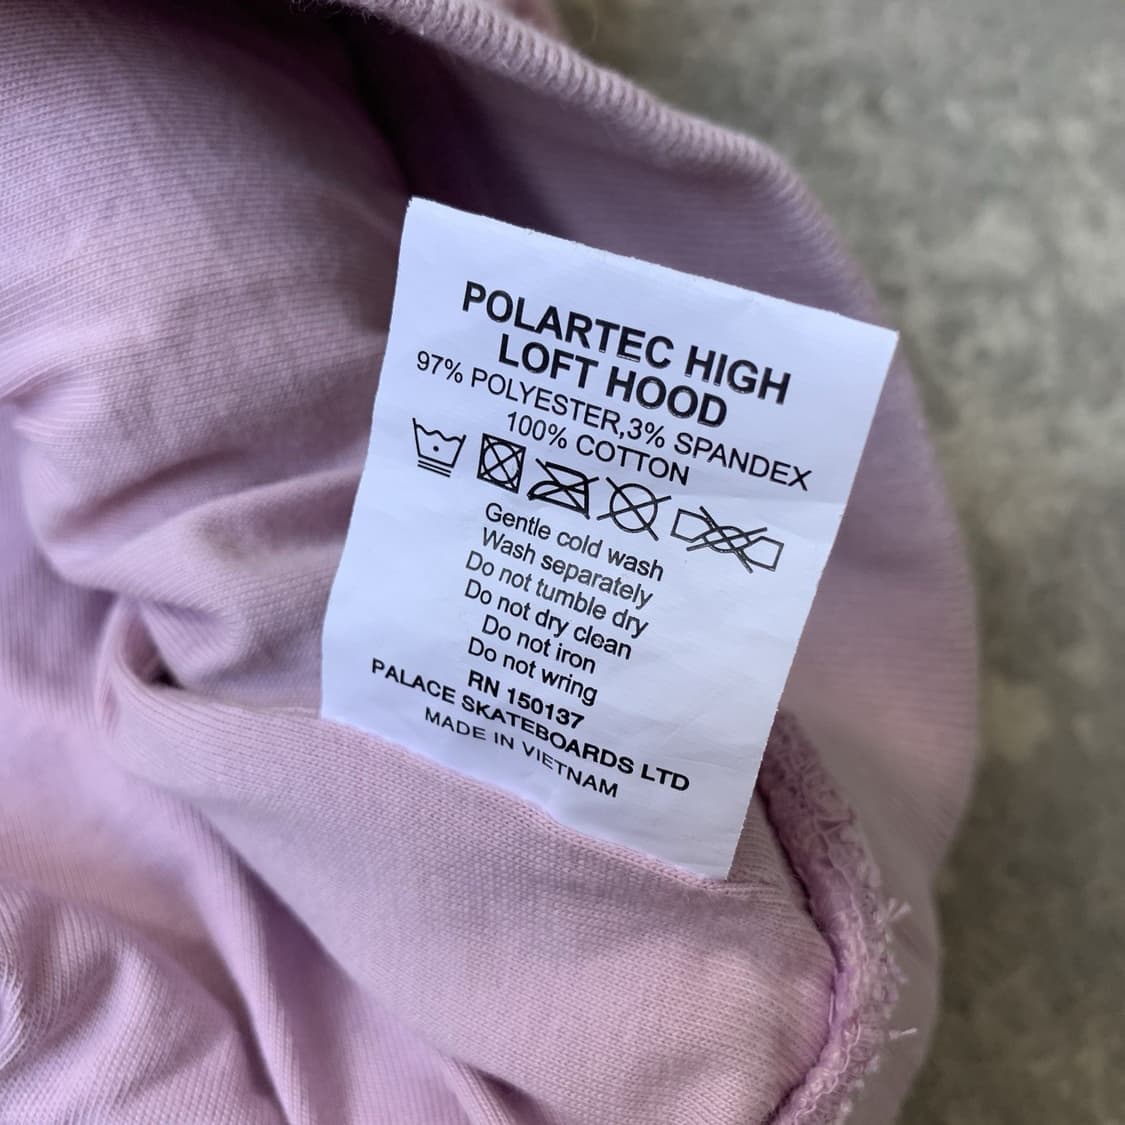 POLARTEC HIGH
LOFT HOOD
97% POLYESTER,3% SPANDEX
100% COTTON
Gentle cold wash
Wash separately
Do not tumble dry
Do not dry clean
Do not iron
Do not wring
RN 150137
PALACE SKATEBOARDS LTD
MADE IN VIETNAM